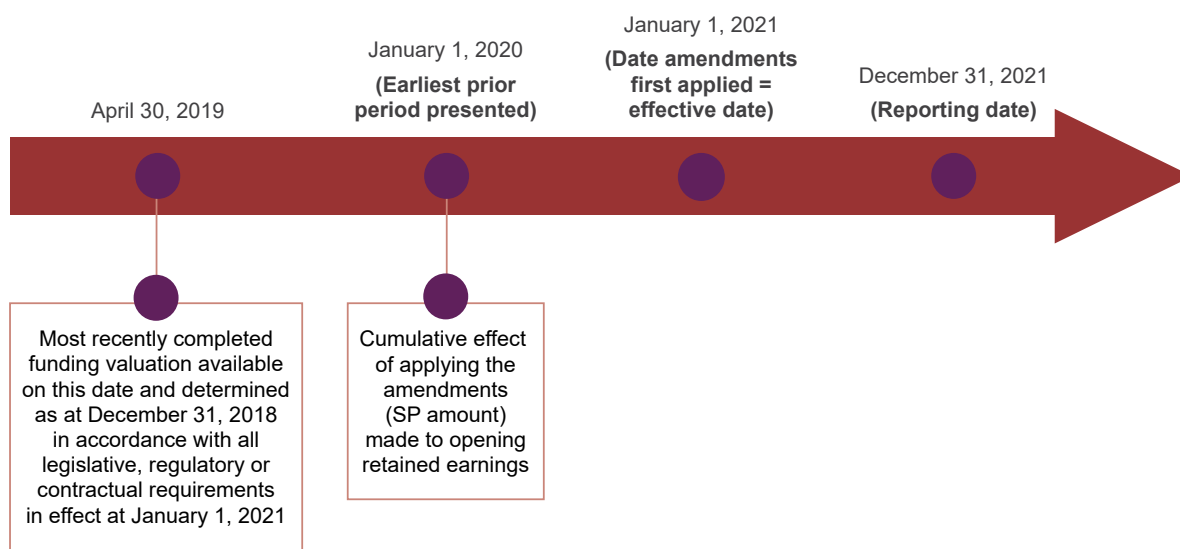 April 30, 2019
January 1, 2020
(Earliest prior
period presented)
January 1, 2021
(Date amendments
first applied =
effective date)
December 31, 2021
(Reporting date)
Most recently completed
funding valuation available
on this date and determined
as at December 31, 2018
in accordance with all
legislative, regulatory or
contractual requirements
in effect at January 1, 2021
Cumulative effect
of applying the
amendments
(SP amount)
made to opening
retained earnings